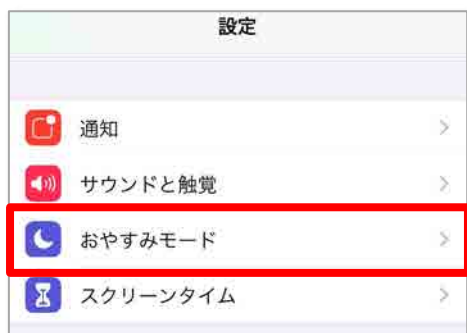 設定
通知
サウンドと触覚
おやすみモード
スクリーンタイム